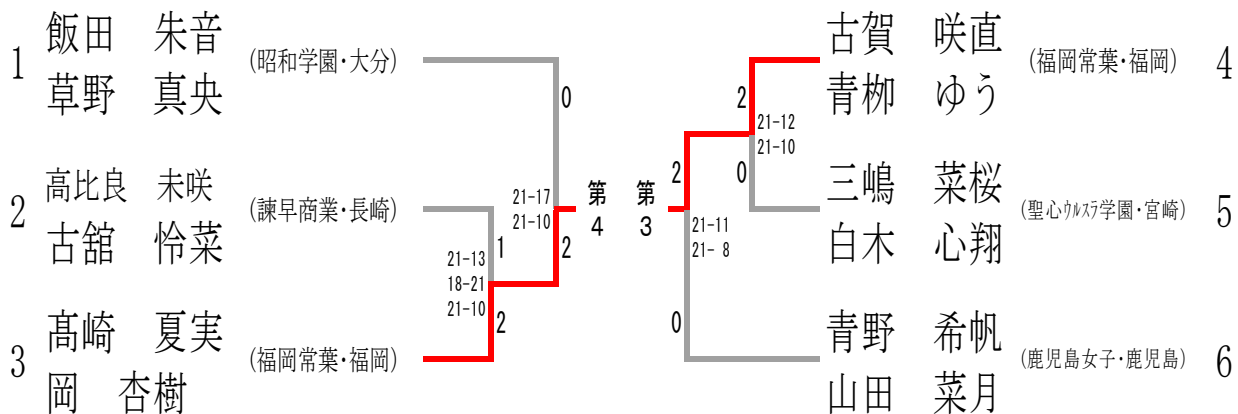 1
飯田　朱音
草野　真央
(昭和学園・大分)
2
高比良　未咲
古舘　怜菜
(諫早商業・長崎)
3
髙崎　夏実
岡　杏樹
(福岡常葉・福岡)
0
21-17
21-10
2
1
21-13
18-21
21-10
2
第
4
第
3
2
21-11
21- 8
0
2
21-12
21-10
0
古賀　咲直
青栁　ゆう
(福岡常葉・福岡)
4
三嶋　菜桜
白木　心翔
(聖心ウルスラ学園・宮崎)
5
青野　希帆
山田　菜月
(鹿児島女子・鹿児島)
6